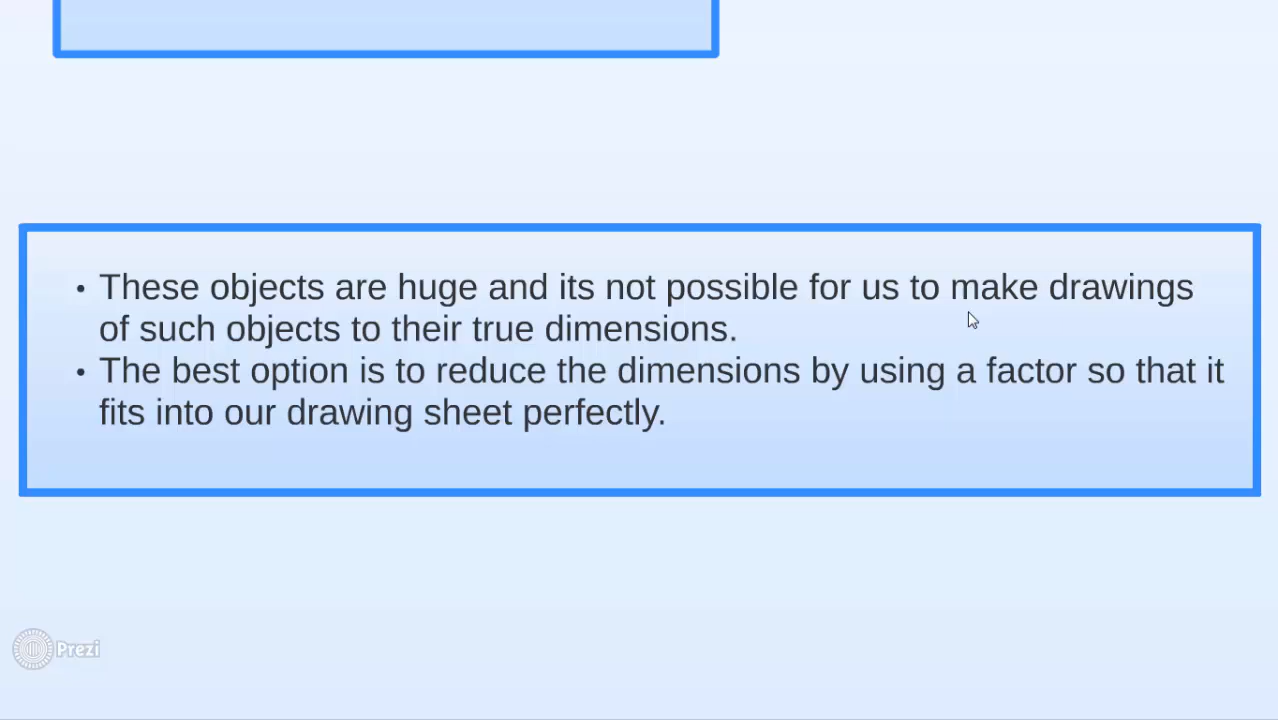 • These objects are huge and its not possible for us to make drawings
of such objects to their true dimensions.
• The best option is to reduce the dimensions by using a factor so that it
fits into our drawing sheet perfectly.
Prezi